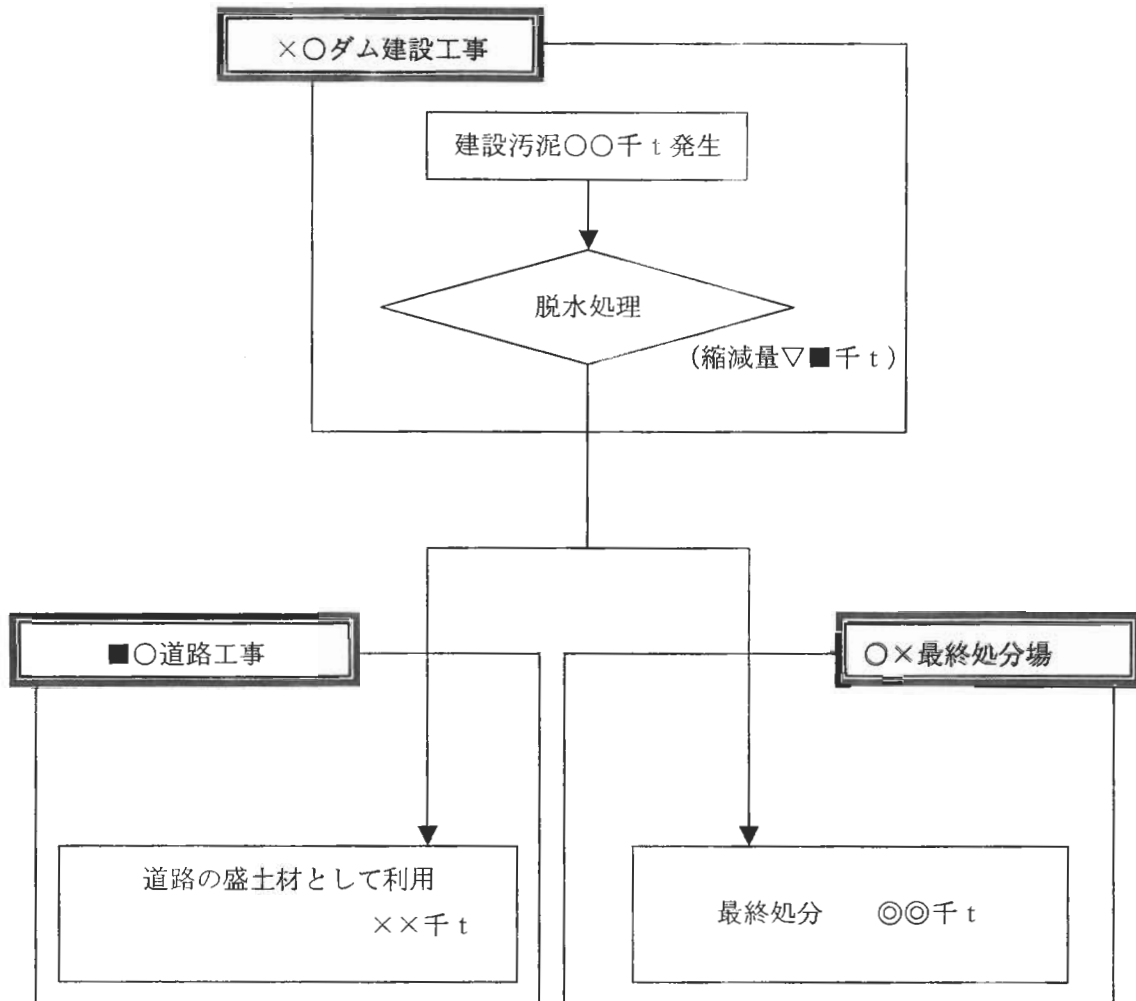 ×○ダム建設工事
建設汚泥○○千t発生
脱水処理
(縮減量▽■千t)
■○道路工事
○×最終処分場
道路の盛土材として利用
××千t
最終処分 ◎◎千t